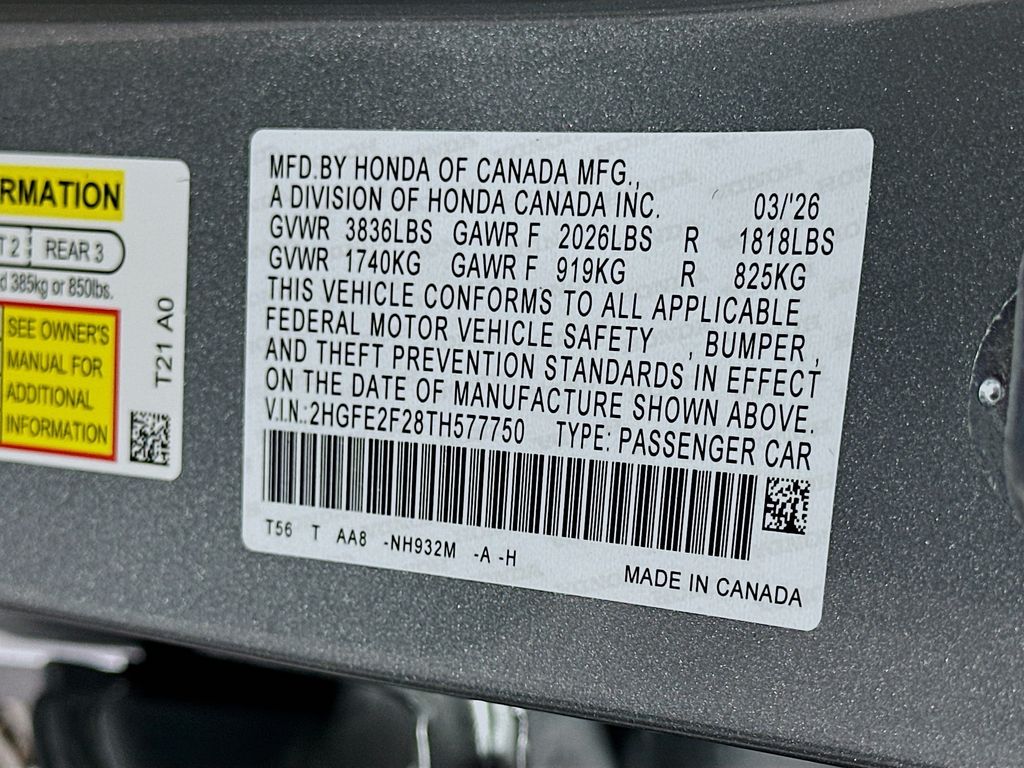 RMATION
T 2 REAR 3
d 385kg or 850lbs.
SEE OWNER'S
MANUAL FOR
ADDITIONAL
INFORMATION
T21 A0
MFD.BY HONDA OF CANADA MFG.,
A DIVISION OF HONDA CANADA INC. 03/'26
GVWR 3836LBS GAWR F 2026LBS R 1818LBS
GVWR 1740KG GAWR F 919KG R 825KG
THIS VEHICLE CONFORMS TO ALL APPLICABLE
FEDERAL MOTOR VEHICLE SAFETY , BUMPER ,
AND THEFT PREVENTION STANDARDS IN EFFECT
ON THE DATE OF MANUFACTURE SHOWN ABOVE.
V.I.N.:2HGFE2F28TH577750 TYPE: PASSENGER CAR
T56 T AA8 -NH932M -A -H
MADE IN CANADA